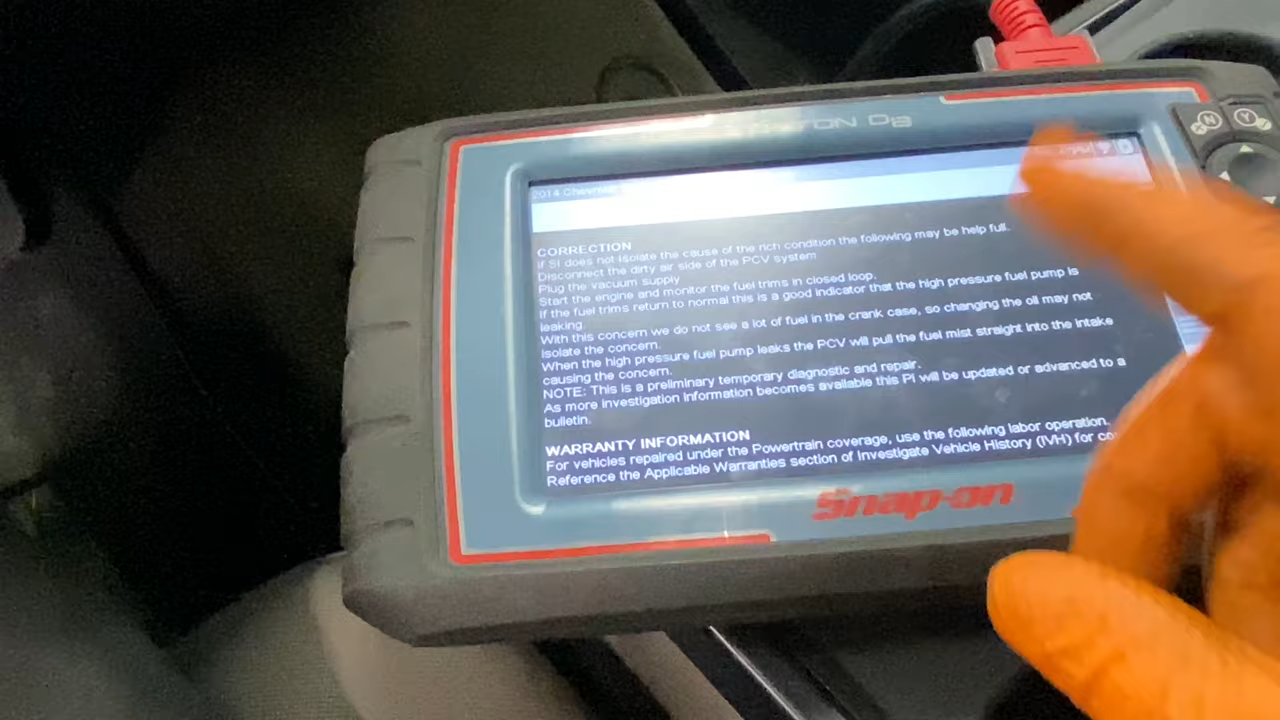 D8
N
Y
2014 Chevrolet
CORRECTION
If SI does not isolate the cause of the rich condition the following may be help full.
Disconnect the dirty air side of the PCV system
Plug the vacuum supply
Start the engine and monitor the fuel trims in closed loop.
If the fuel trims return to normal this is a good indicator that the high pressure fuel pump is
leaking.
With this concern we do not see a lot of fuel in the crank case, so changing the oil may not
isolate the concern.
When the high pressure fuel pump leaks the PCV will pull the fuel mist straight into the intake
causing the concern.
NOTE: This is a preliminary temporary diagnostic and repair.
As more investigation information becomes available this PI will be updated or advanced to a
bulletin.
WARRANTY INFORMATION
For vehicles repaired under the Powertrain coverage, use the following labor operation.
Reference the Applicable Warranties section of Investigate Vehicle History (IVH) for
Snap-on